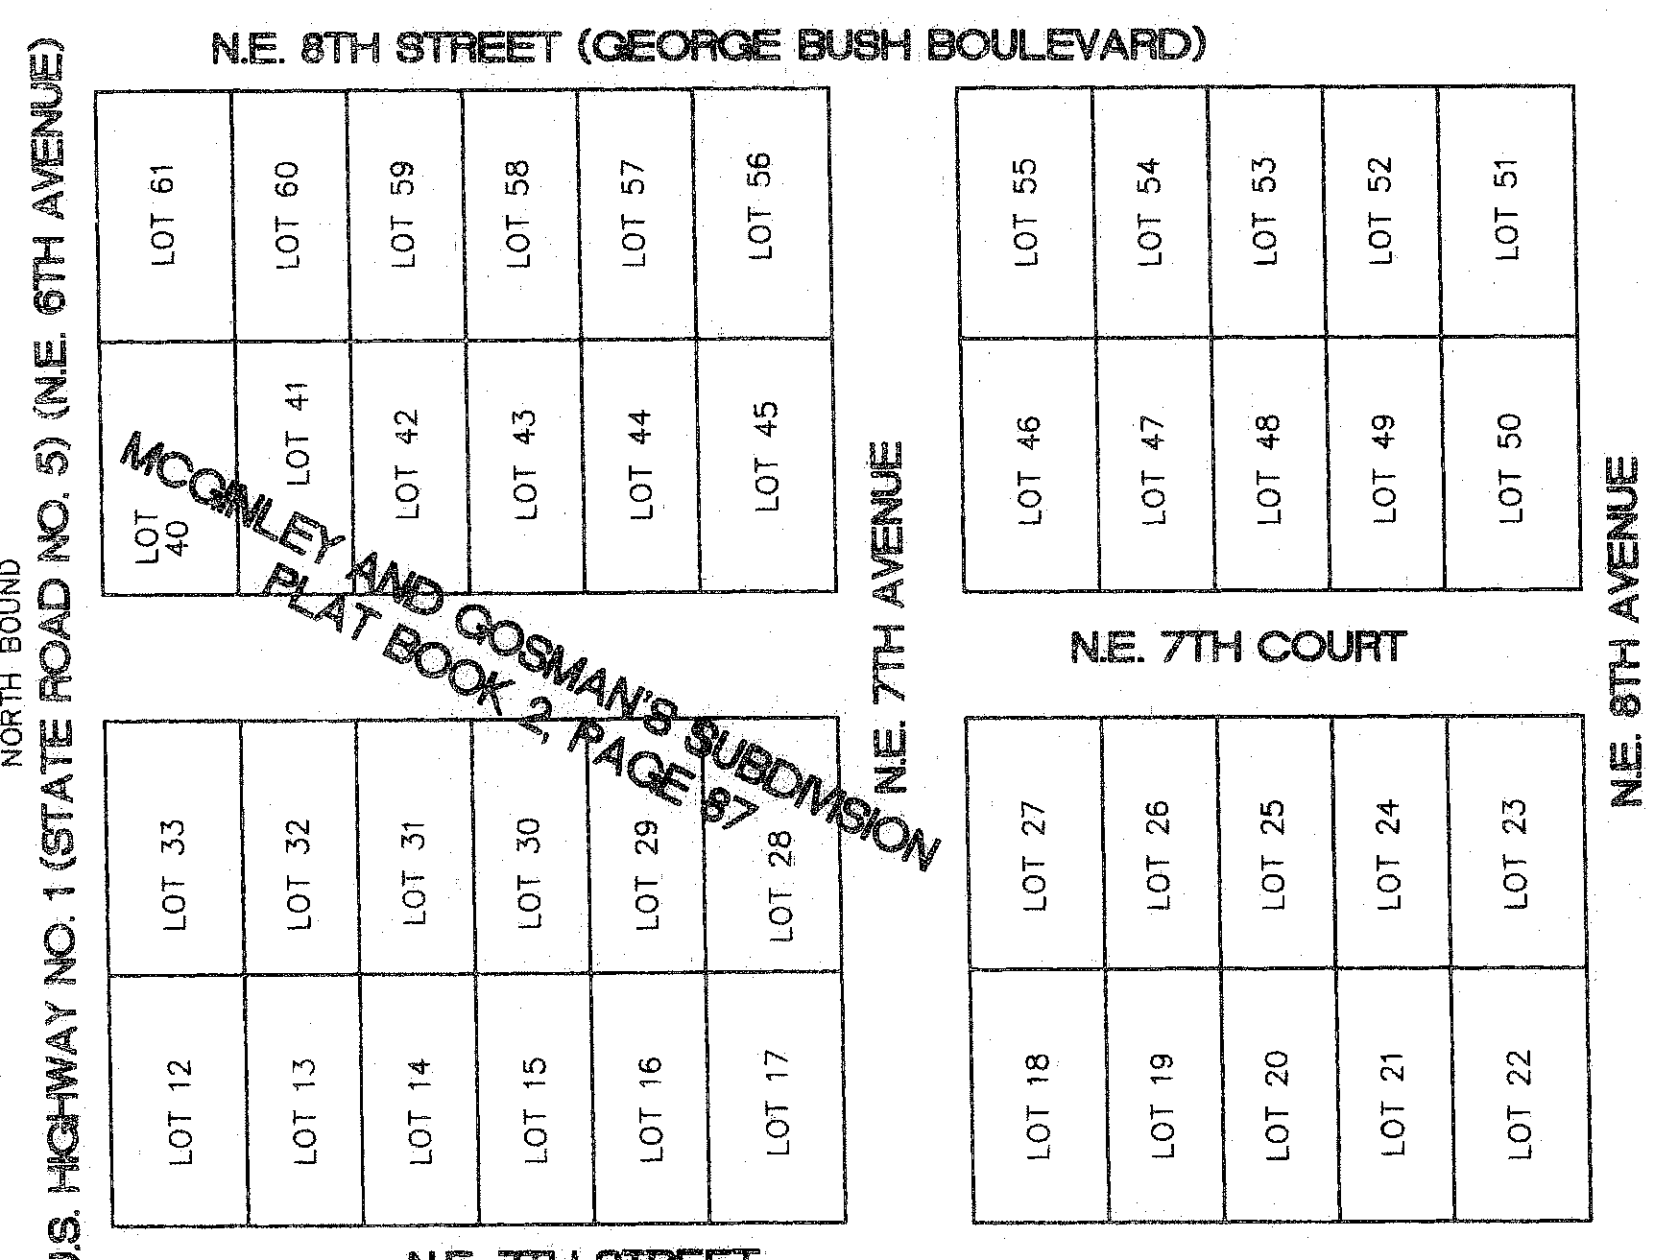 N.E. 8TH STREET (GEORGE BUSH BOULEVARD)
NORTH BOUND
U.S. HIGHWAY NO. 1 (STATE ROAD NO. 5) (N.E. 6TH AVENUE)
LOT 61
LOT 60
LOT 59
LOT 58
LOT 57
LOT 56
LOT 55
LOT 54
LOT 53
LOT 52
LOT 51
LOT
40
LOT 41
LOT 42
LOT 43
LOT 44
LOT 45
LOT 46
LOT 47
LOT 48
LOT 49
LOT 50
MCGINLEY AND GOSMAN'S SUBDIVISION
PLAT BOOK 2, PAGE 87
N.E. 7TH AVENUE
N.E. 7TH COURT
N.E. 8TH AVENUE
LOT 33
LOT 32
LOT 31
LOT 30
LOT 29
LOT 28
LOT 27
LOT 26
LOT 25
LOT 24
LOT 23
LOT 12
LOT 13
LOT 14
LOT 15
LOT 16
LOT 17
LOT 18
LOT 19
LOT 20
LOT 21
LOT 22
N.E. 7TH STREET